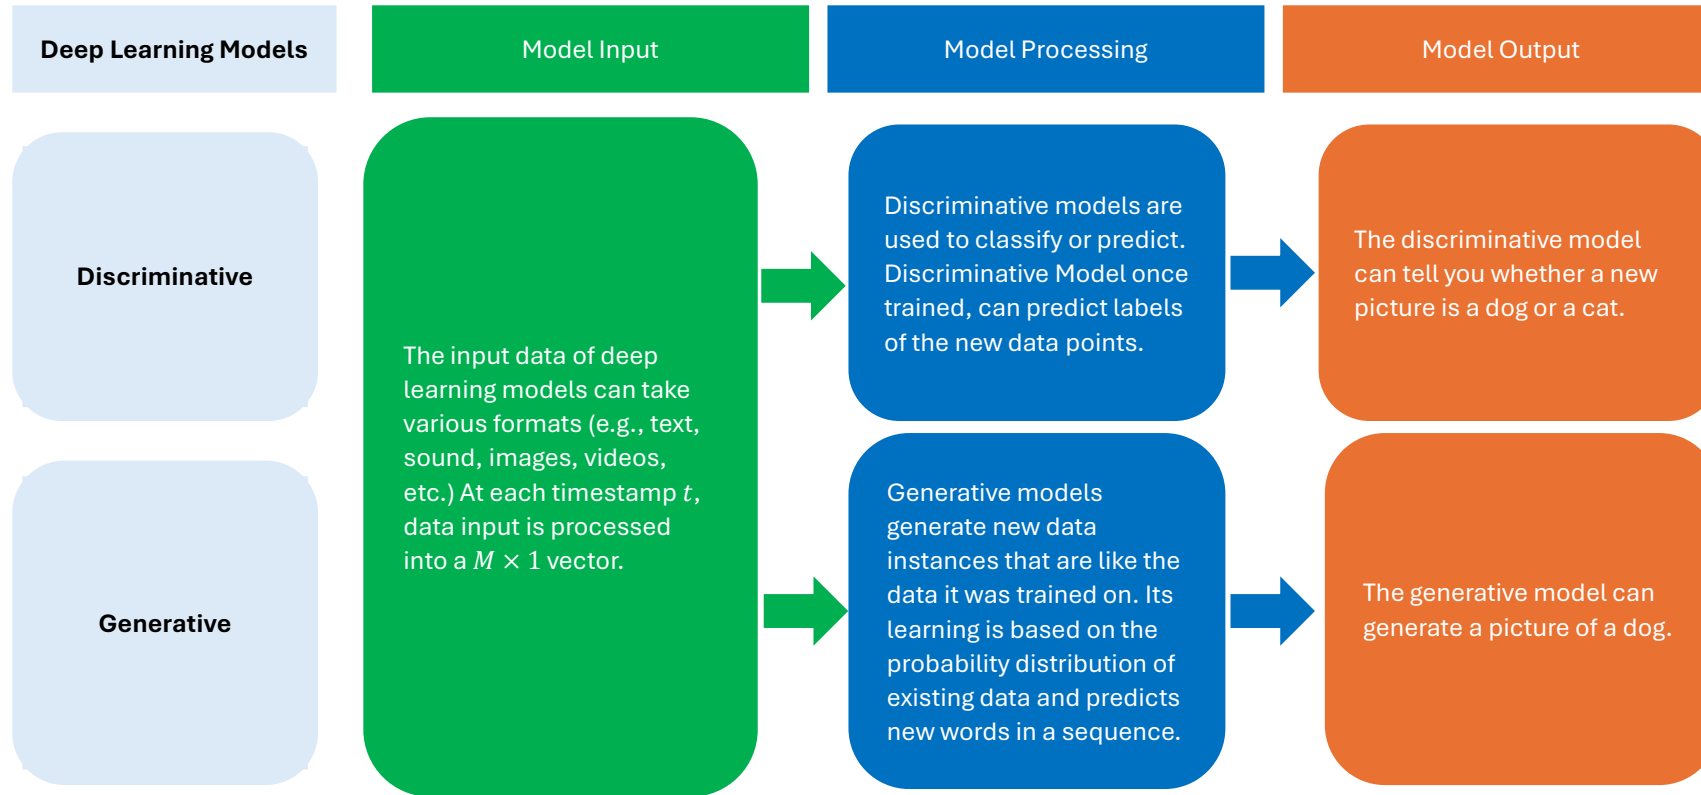 Deep Learning Models
Model Input
Model Processing
Model Output
Discriminative
The input data of deep
learning models can take
various formats (e.g., text,
sound, images, videos,
etc.) At each timestamp t,
data input is processed
into a M × 1 vector.
Discriminative models are
used to classify or predict.
Discriminative Model once
trained, can predict labels
of the new data points.
The discriminative model
can tell you whether a new
picture is a dog or a cat.
Generative
Generative models
generate new data
instances that are like the
data it was trained on. Its
learning is based on the
probability distribution of
existing data and predicts
new words in a sequence.
The generative model can
generate a picture of a dog.